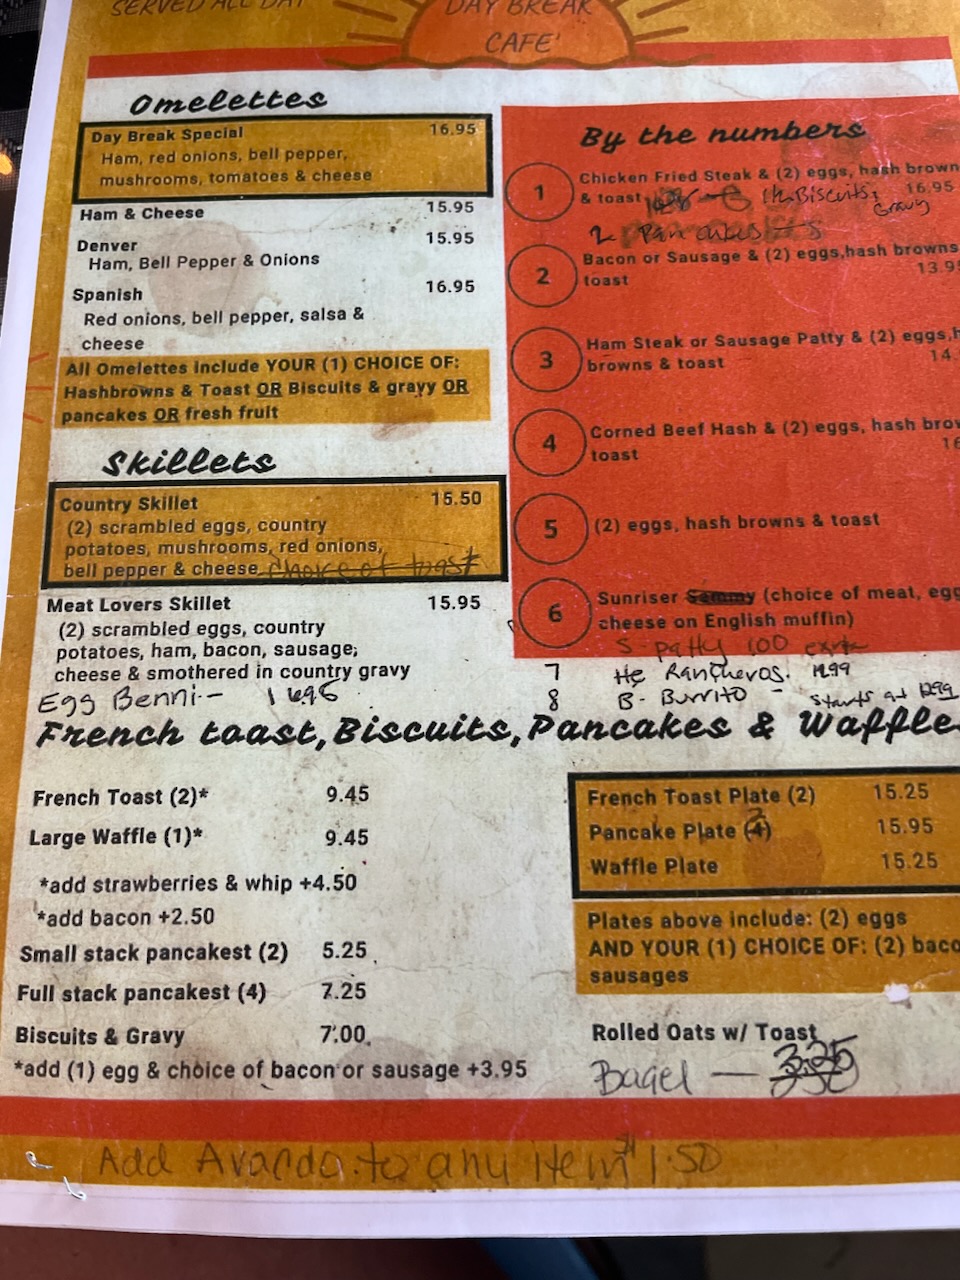 SERVED ALL DAY
DAY BREAK
CAFE'
Omelettes
Day Break Special 16.95
Ham, red onions, bell pepper,
mushrooms, tomatoes & cheese
Ham & Cheese 15.95
Denver 15.95
Ham, Bell Pepper & Onions
Spanish 16.95
Red onions, bell pepper, salsa &
cheese
All Omelettes include YOUR (1) CHOICE OF:
Hashbrowns & Toast OR Biscuits & gravy OR
pancakes OR fresh fruit
Skillets
Country Skillet 15.50
(2) scrambled eggs, country
potatoes, mushrooms, red onions,
bell pepper & cheese choice of toast
Meat Lovers Skillet 15.95
(2) scrambled eggs, country
potatoes, ham, bacon, sausage;
cheese & smothered in country gravy
Egg Benni - 16.95
By the numbers
1 Chicken Fried Steak & (2) eggs, hash brown
& toast Biscuits, 16.95
Gravy
2 Pancakes
2 Bacon or Sausage & (2) eggs,hash browns
toast 13.9
3 Ham Steak or Sausage Patty & (2) eggs,h
browns & toast 14.
4 Corned Beef Hash & (2) eggs, hash brow
toast 16
5 (2) eggs, hash browns & toast
6 Sunriser Sammy (choice of meat, egg
cheese on English muffin)
S-patty 1.00 extra
7 He Rancheros. 12.99
8 B-Burrito - Starts at 12.99
French toast,Biscuits,Pancakes & Waffle
French Toast (2)* 9.45
Large Waffle (1)* 9.45
*add strawberries & whip +4.50
*add bacon +2.50
Small stack pancakest (2) 5.25
Full stack pancakest (4) 7.25
Biscuits & Gravy 7.00
*add (1) egg & choice of bacon or sausage +3.95
French Toast Plate (2) 15.25
Pancake Plate (4) 15.95
Waffle Plate 15.25
Plates above include: (2) eggs
AND YOUR (1) CHOICE OF: (2) baco
sausages
Rolled Oats w/ Toast
Bagel — 3.25
Add Avacdo. to any item $1.50